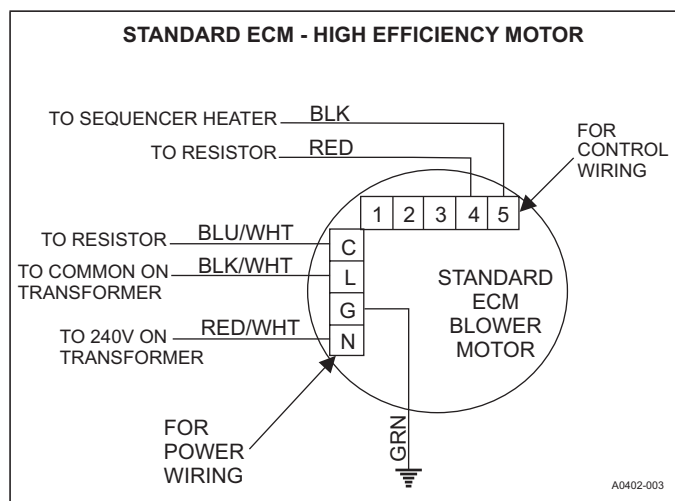 STANDARD ECM - HIGH EFFICIENCY MOTOR
TO SEQUENCER HEATER
BLK
TO RESISTOR
RED
FOR
CONTROL
WIRING
1 2 3 4 5
TO RESISTOR
BLU/WHT
C
TO COMMON ON
TRANSFORMER
BLK/WHT
L
G
TO 240V ON
TRANSFORMER
RED/WHT
N
STANDARD
ECM
BLOWER
MOTOR
FOR
POWER
WIRING
GRN
A0402-003